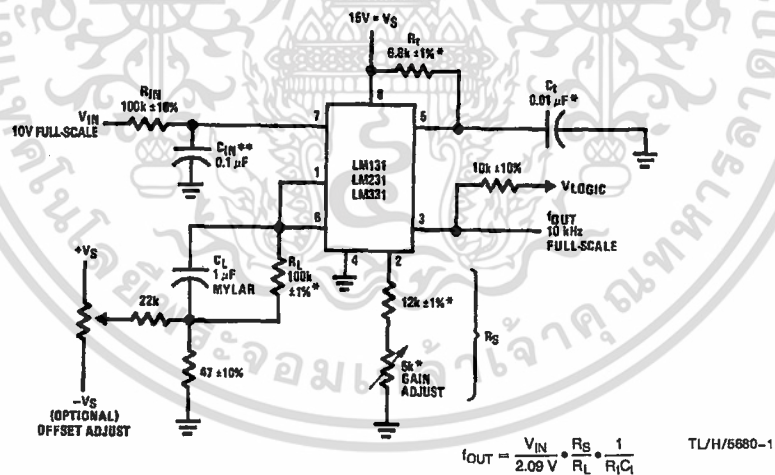 15V = VS
Rt
6.8k ±1%*
8
RIN
100k ±10%
VIN
10V FULL-SCALE
CIN**
0.1 µF
7
5
Ct
0.01 µF*
LM131
LM231
LM331
1
6
10k ±10%
VLOGIC
3
fOUT
10 kHz
FULL-SCALE
4
2
CL
1 µF
MYLAR
RL
100k
±1%*
+VS
22k
12k ±1%*
RS
47 ±10%
5k*
GAIN
ADJUST
−VS
(OPTIONAL)
OFFSET ADJUST
fOUT = VIN/2.09 V • RS/RL • 1/RtCt
TL/H/5680-1